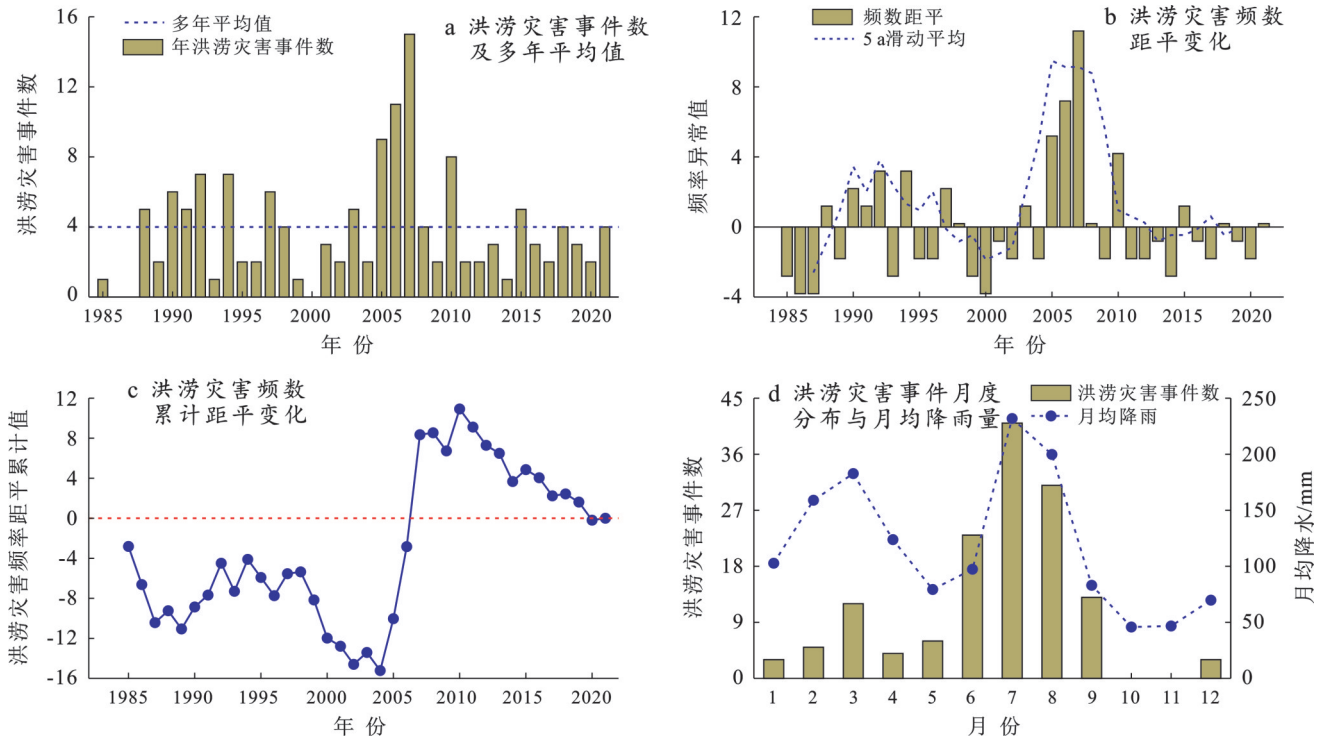 a 洪涝灾害事件数
及多年平均值
多年平均值
年洪涝灾害事件数
洪涝灾害事件数
16
12
8
4
0
1985 1990 1995 2000 2005 2010 2015 2020
年 份
b 洪涝灾害频数
距平变化
频数距平
5 a滑动平均
频率异常值
12
8
4
0
-4
1985 1990 1995 2000 2005 2010 2015 2020
年 份
c 洪涝灾害频数
累计距平变化
洪涝灾害频率距平累计值
12
8
4
0
-4
-8
-12
-16
1985 1990 1995 2000 2005 2010 2015 2020
年 份
d 洪涝灾害事件月度
分布与月均降雨量
洪涝灾害事件数
月均降雨
洪涝灾害事件数
45
36
27
18
9
0
250
200
150
100
50
0
月均降水/mm
1 2 3 4 5 6 7 8 9 10 11 12
月 份